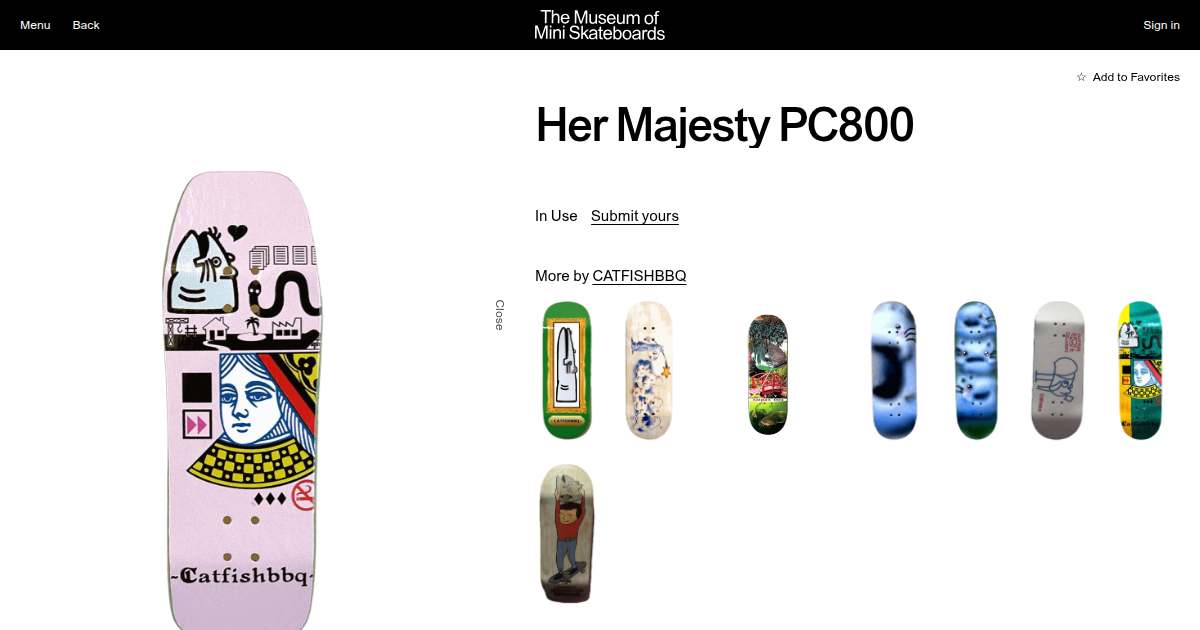 Menu
Back
The Museum of
Mini Skateboards
Sign in
☆ Add to Favorites
Her Majesty PC800
In Use
Submit yours
More by CATFISHBBQ
Close
-Catfishbbq-
CATFISHBBQ